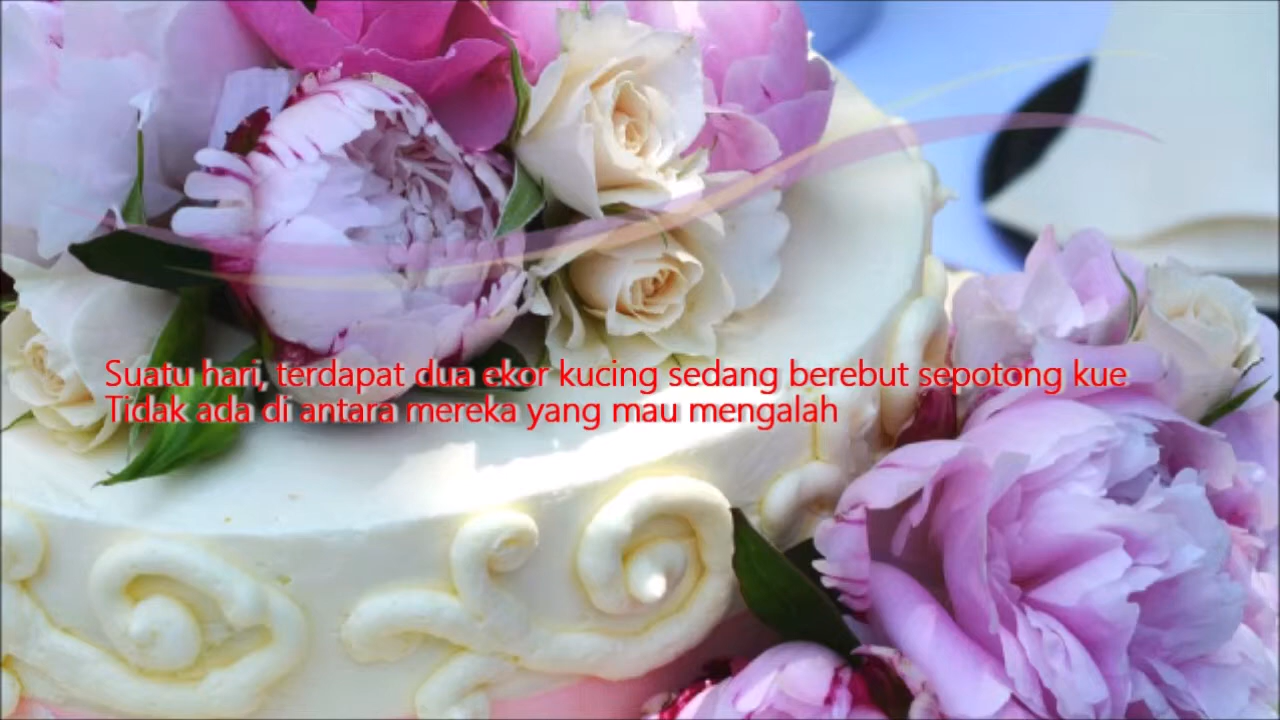 Suatu hari, terdapat dua ekor kucing sedang berebut sepotong kue
Tidak ada di antara mereka yang mau mengalah